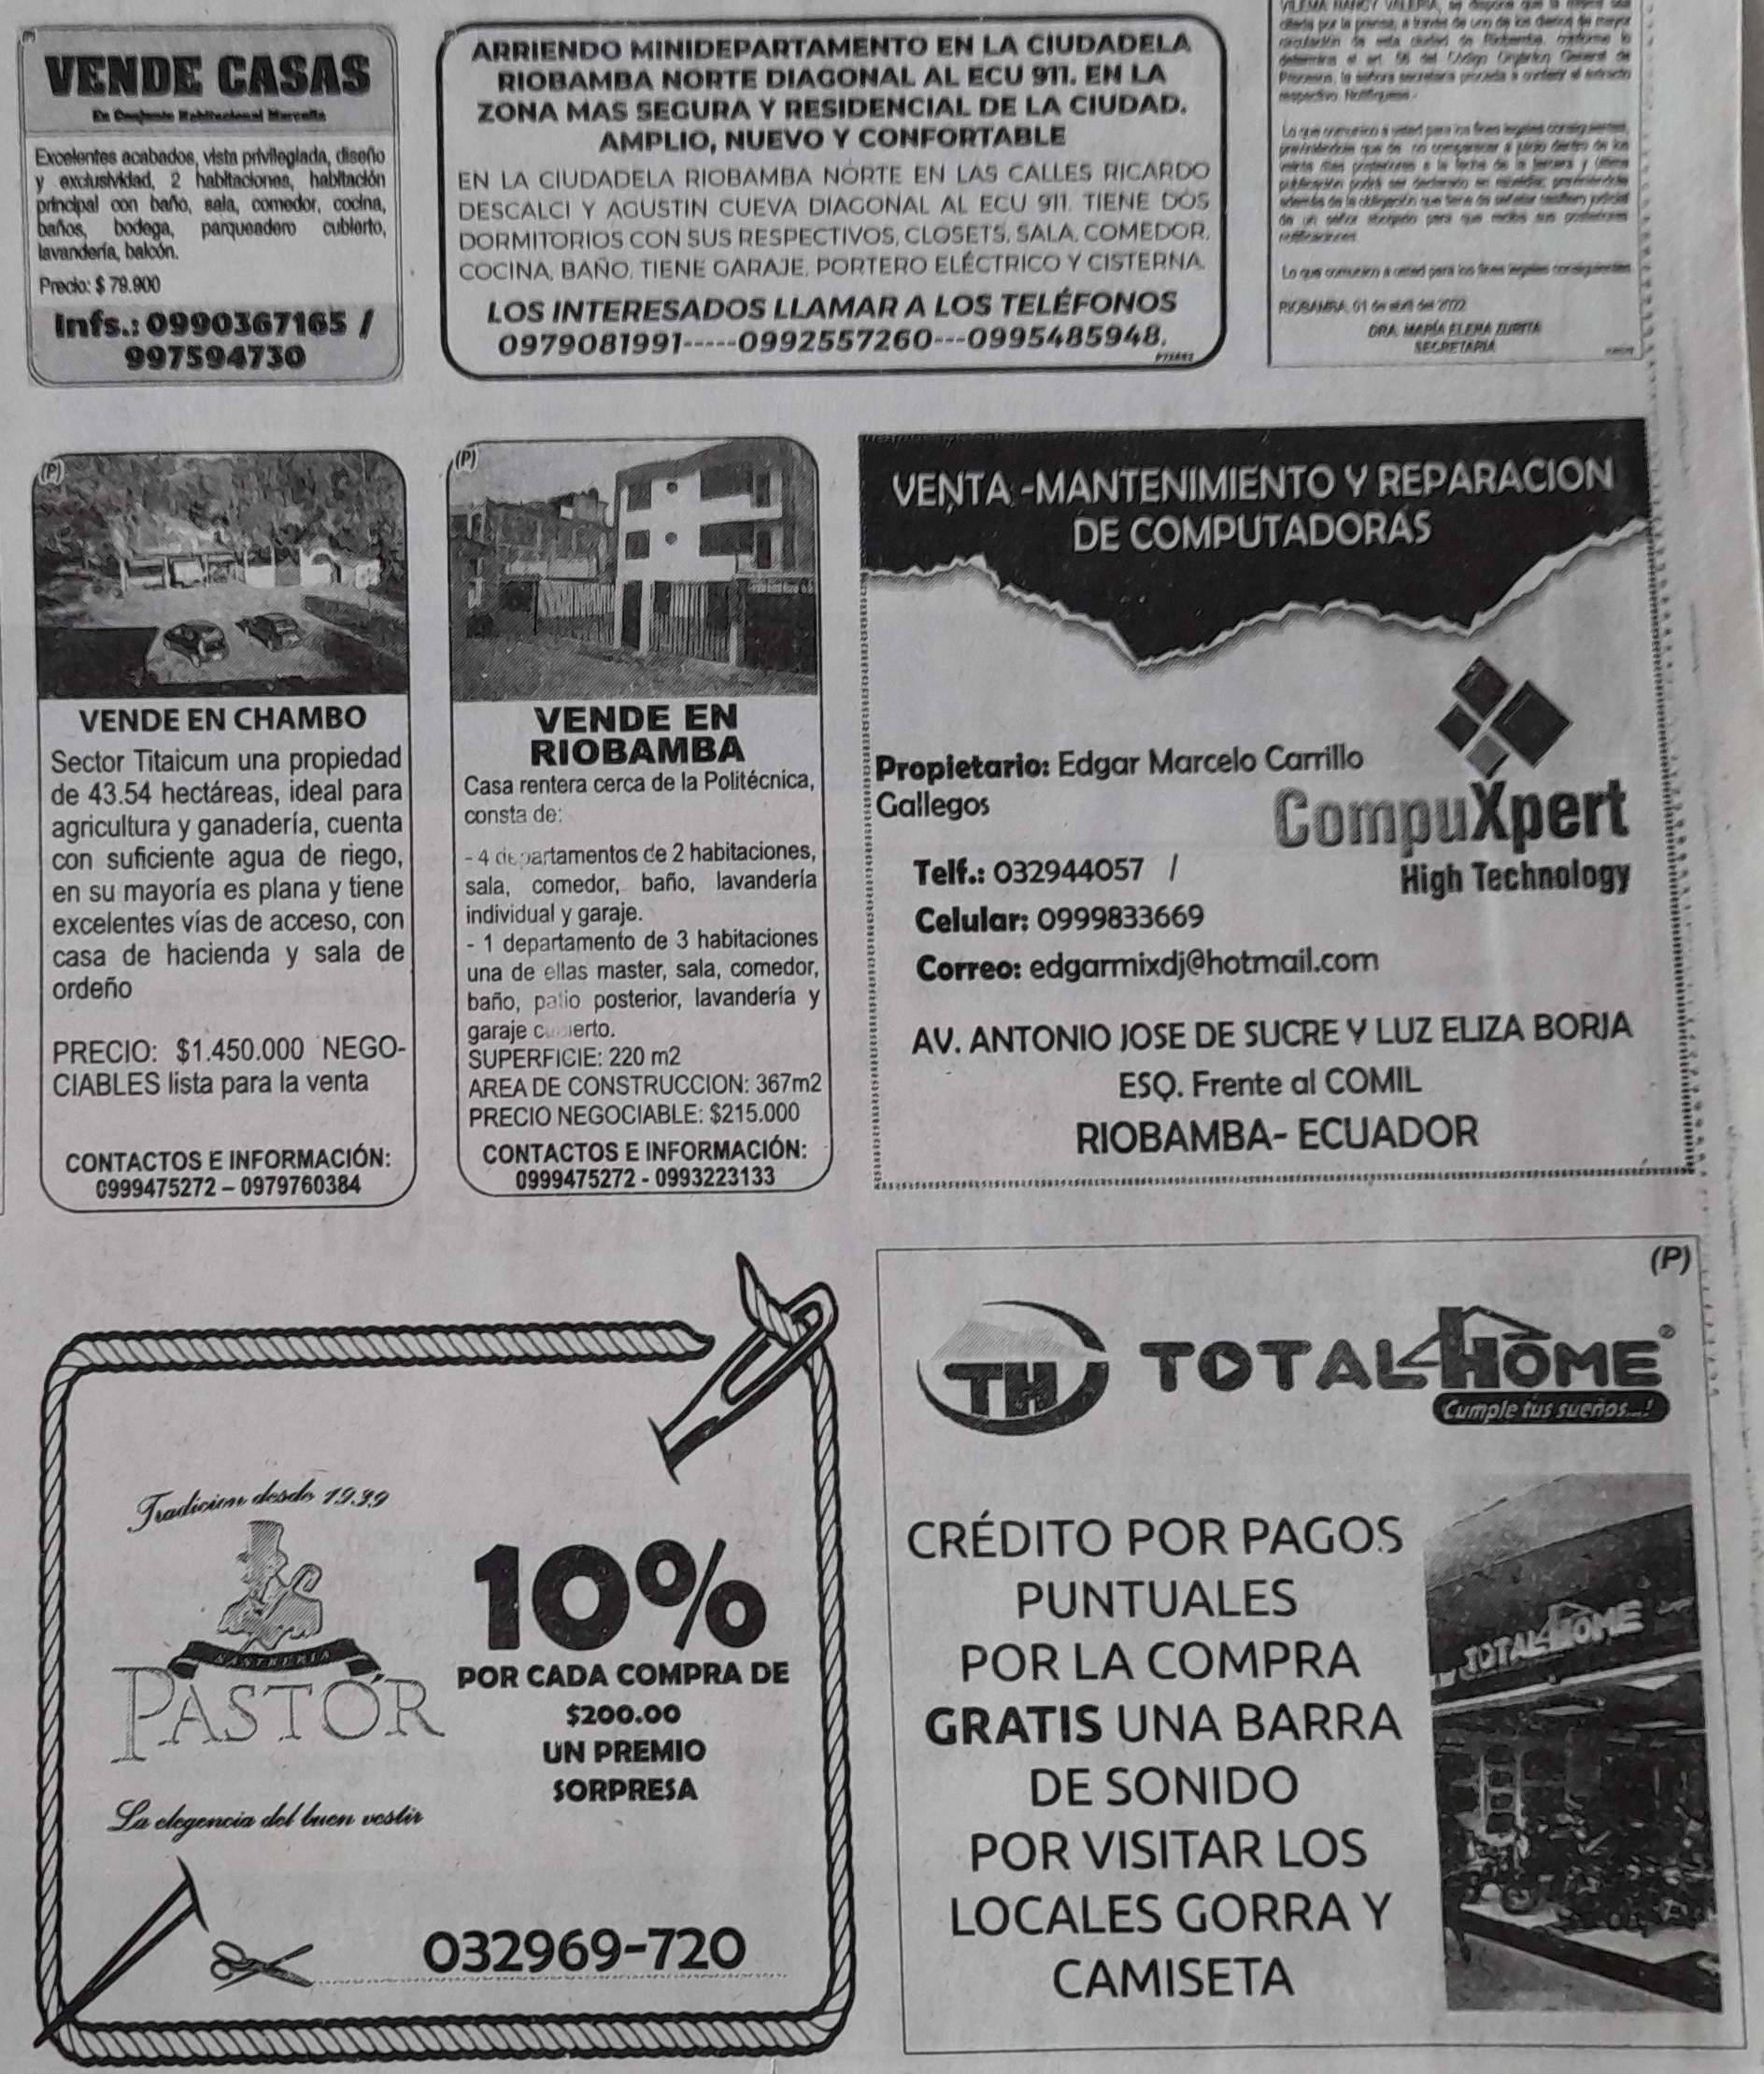 (P)
VENDE CASAS
En Conjunto Habitacional Marcella
Excelentes acabados, vista privilegiada, diseño
y exclusividad, 2 habitaciones, habitación
principal con baño, sala, comedor, cocina,
baños, bodega, parqueadero cubierto,
lavandería, balcón.
Precio: $ 79.900
Infs.: 0990367165 /
997594730
ARRIENDO MINIDEPARTAMENTO EN LA CIUDADELA
RIOBAMBA NORTE DIAGONAL AL ECU 911. EN LA
ZONA MAS SEGURA Y RESIDENCIAL DE LA CIUDAD.
AMPLIO, NUEVO Y CONFORTABLE
EN LA CIUDADELA RIOBAMBA NORTE EN LAS CALLES RICARDO
DESCALCI Y AGUSTIN CUEVA DIAGONAL AL ECU 911. TIENE DOS
DORMITORIOS CON SUS RESPECTIVOS, CLOSETS, SALA, COMEDOR,
COCINA, BAÑO, TIENE GARAJE, PORTERO ELÉCTRICO Y CISTERNA.
LOS INTERESADOS LLAMAR A LOS TELÉFONOS
0979081991-----0992557260---0995485948.
VILEMA NANCY VALERIA, se dispone que la misma sea
citada por la prensa, a través de uno de los diarios de mayor
circulación de esta ciudad de Riobamba, conforme lo
determina el art. 56 del Código Orgánico General de
Procesos, la señora secretaria proceda a conferir el extracto
respectivo. Notifíquese.-
Lo que comunico a usted para los fines legales consiguientes,
previniéndole que de no comparecer a juicio dentro de los
veinte días posteriores a la fecha de la tercera y última
publicación podrá ser declarado en rebeldía; previniéndole
además de la obligación que tiene de señalar casillero judicial
de un señor abogado para que reciba sus posteriores
notificaciones.
Lo que comunico a usted para los fines legales consiguientes.
RIOBAMBA, 01 de abril del 2022
DRA. MARÍA ELENA ZURITA
SECRETARIA
(P)
VENDE EN CHAMBO
Sector Titaicum una propiedad
de 43.54 hectáreas, ideal para
agricultura y ganadería, cuenta
con suficiente agua de riego,
en su mayoría es plana y tiene
excelentes vías de acceso, con
casa de hacienda y sala de
ordeño
PRECIO: $1.450.000 NEGO-
CIABLES lista para la venta
CONTACTOS E INFORMACIÓN:
0999475272 – 0979760384
(P)
VENDE EN
RIOBAMBA
Casa rentera cerca de la Politécnica,
consta de:
- 4 departamentos de 2 habitaciones,
sala, comedor, baño, lavandería
individual y garaje.
- 1 departamento de 3 habitaciones
una de ellas master, sala, comedor,
baño, patio posterior, lavandería y
garaje cubierto.
SUPERFICIE: 220 m2
AREA DE CONSTRUCCION: 367m2
PRECIO NEGOCIABLE: $215.000
CONTACTOS E INFORMACIÓN:
0999475272 - 0993223133
VENTA -MANTENIMIENTO Y REPARACION
DE COMPUTADORAS
Propietario: Edgar Marcelo Carrillo
Gallegos
CompuXpert
High Technology
Telf.: 032944057 /
Celular: 0999833669
Correo: edgarmixdj@hotmail.com
AV. ANTONIO JOSE DE SUCRE Y LUZ ELIZA BORJA
ESQ. Frente al COMIL
RIOBAMBA- ECUADOR
Tradicion desde 1939
SASTRERIA
PASTOR
La elegencia del buen vestir
10%
POR CADA COMPRA DE
$200.00
UN PREMIO
SORPRESA
032969-720
(P)
TH TOTAL HOME®
Cumple tus sueños...!
CRÉDITO POR PAGOS
PUNTUALES
POR LA COMPRA
GRATIS UNA BARRA
DE SONIDO
POR VISITAR LOS
LOCALES GORRA Y
CAMISETA
TOTAL HOME